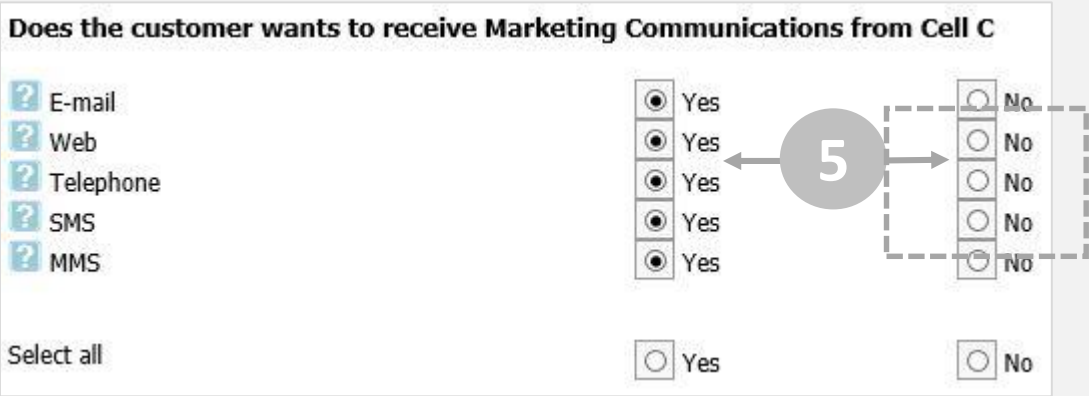 Does the customer wants to receive Marketing Communications from Cell C
? E-mail Yes No
? Web Yes No
? Telephone Yes No
? SMS Yes No
? MMS Yes No
5
Select all Yes No